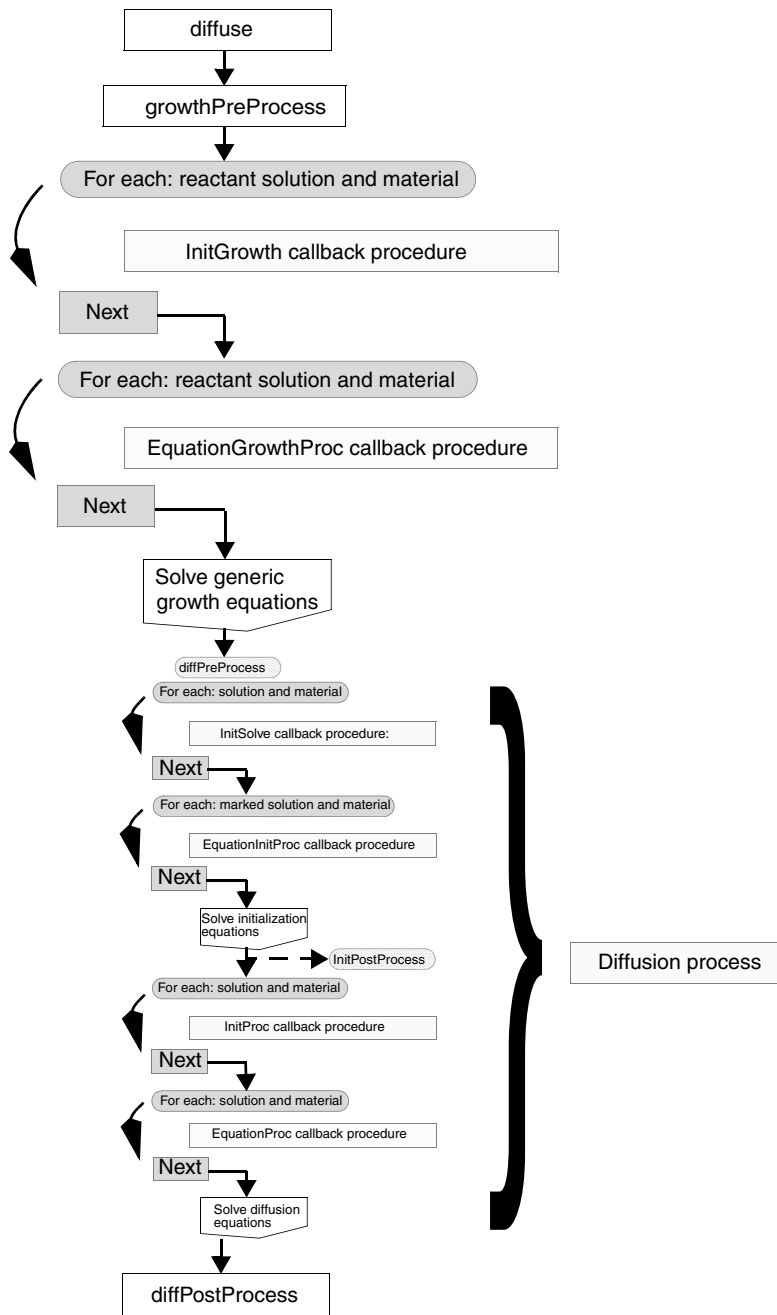 diffuse
growthPreProcess
For each: reactant solution and material
InitGrowth callback procedure
Next
For each: reactant solution and material
EquationGrowthProc callback procedure
Next
Solve generic
growth equations
diffPreProcess
For each: solution and material
InitSolve callback procedure:
Next
For each: marked solution and material
EquationInitProc callback procedure
Next
Solve initialization
equations
InitPostProcess
For each: solution and material
Diffusion process
InitProc callback procedure
Next
For each: solution and material
EquationProc callback procedure
Next
Solve diffusion
equations
diffPostProcess